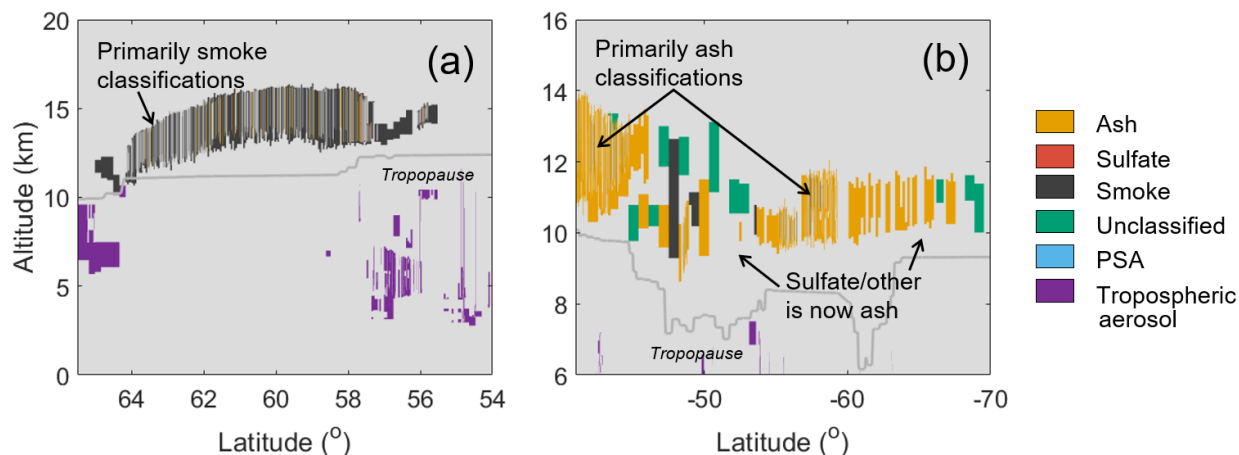 20
15
10
5
0
Altitude (km)
64
62
60
58
56
54
Latitude (o)
Primarily smoke
classifications
(a)
Tropopause
16
14
12
10
8
6
-50
-60
-70
Latitude (o)
Primarily ash
classifications
(b)
Sulfate/other
is now ash
Tropopause
Ash
Sulfate
Smoke
Unclassified
PSA
Tropospheric
aerosol